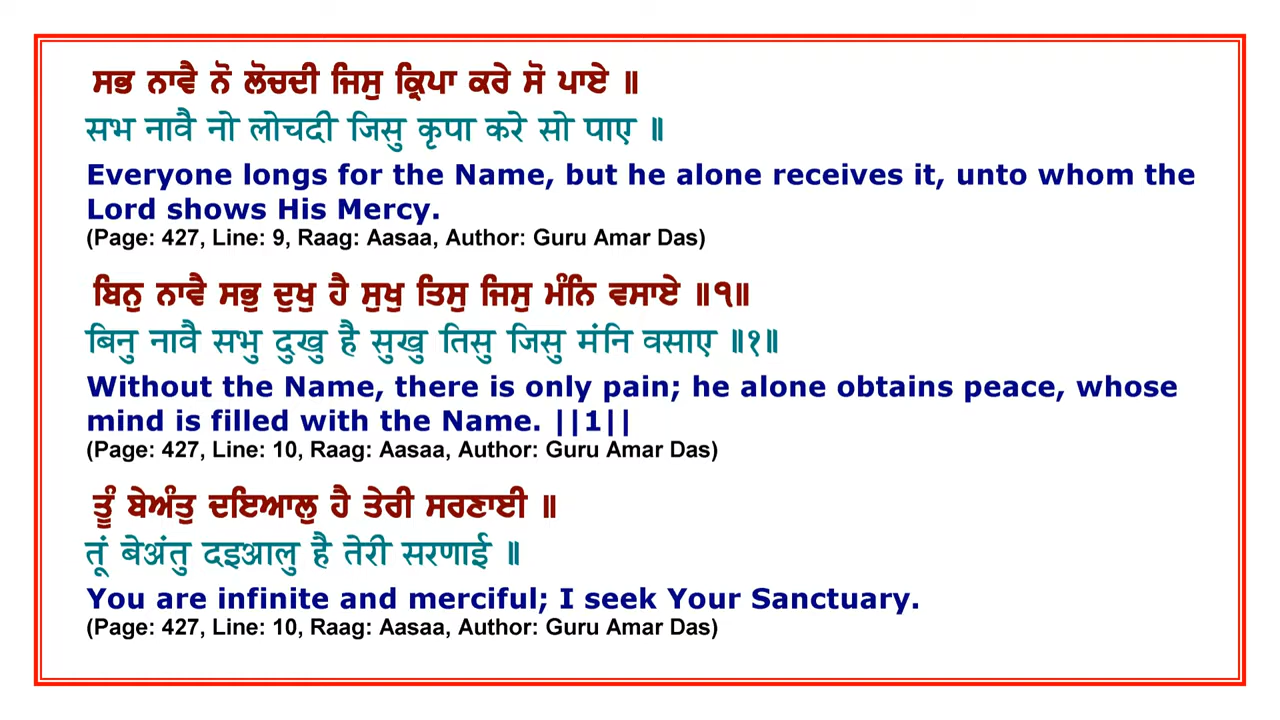 ਸਭ ਨਾਵੈ ਨੋ ਲੋਚਦੀ ਜਿਸੁ ਕ੍ਰਿਪਾ ਕਰੇ ਸੋ ਪਾਏ ॥
सभ नावै नो लोचदी जिसु कृपा करे सो पाए ॥
Everyone longs for the Name, but he alone receives it, unto whom the
Lord shows His Mercy.
(Page: 427, Line: 9, Raag: Aasaa, Author: Guru Amar Das)
ਬਿਨੁ ਨਾਵੈ ਸਭੁ ਦੁਖੁ ਹੈ ਸੁਖੁ ਤਿਸੁ ਜਿਸੁ ਮੰਨਿ ਵਸਾਏ ॥੧॥
बिनु नावै सभु दुखु है सुखु तिसु जिसु मंनि वसाए ॥१॥
Without the Name, there is only pain; he alone obtains peace, whose
mind is filled with the Name. ||1||
(Page: 427, Line: 10, Raag: Aasaa, Author: Guru Amar Das)
ਤੂੰ ਬੇਅੰਤੁ ਦਇਆਲੁ ਹੈ ਤੇਰੀ ਸਰਣਾਈ ॥
तूं बेअंतु दइआलु है तेरी सरणाई ॥
You are infinite and merciful; I seek Your Sanctuary.
(Page: 427, Line: 10, Raag: Aasaa, Author: Guru Amar Das)